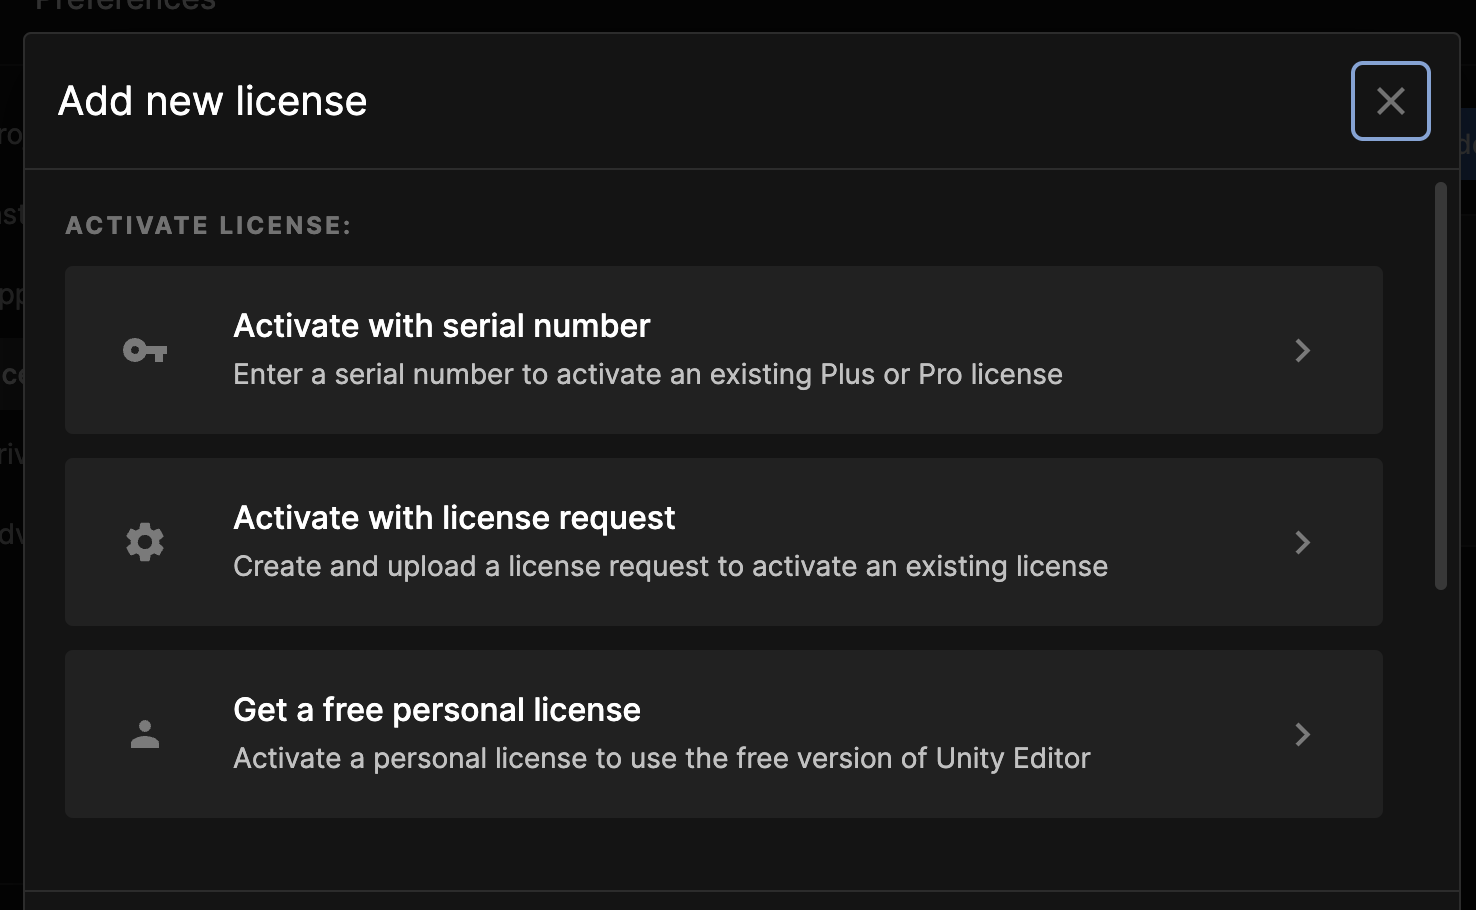 Preferences
Add new license
ACTIVATE LICENSE:
Activate with serial number
Enter a serial number to activate an existing Plus or Pro license
Activate with license request
Create and upload a license request to activate an existing license
Get a free personal license
Activate a personal license to use the free version of Unity Editor